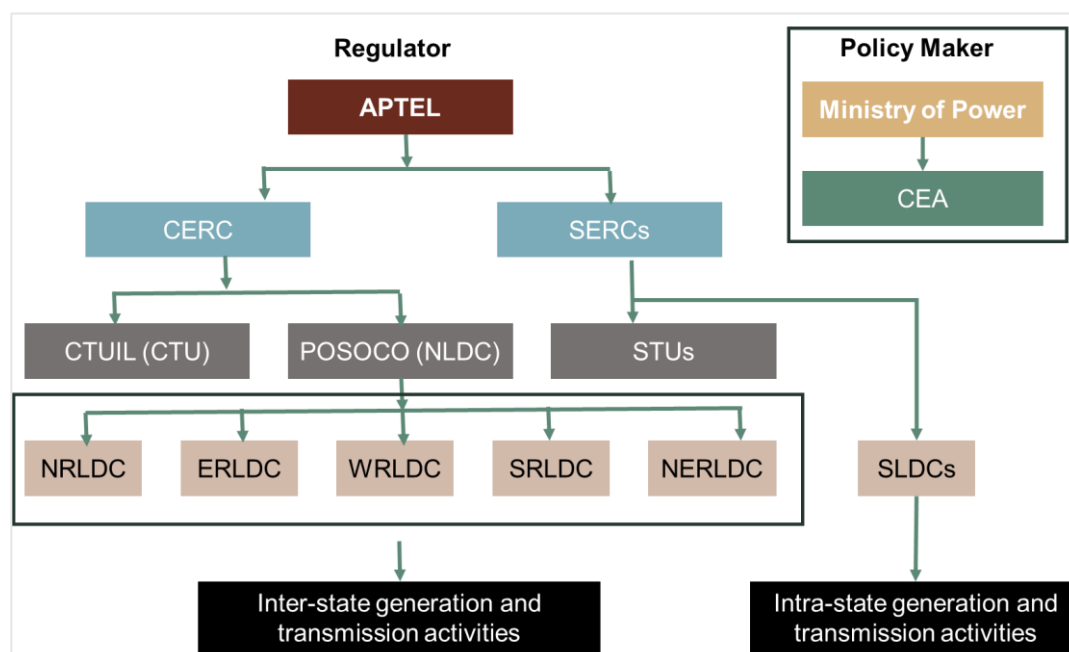 Regulator
Policy Maker
APTEL
Ministry of Power
CEA
CERC
SERCs
CTUIL (CTU)
POSOCO (NLDC)
STUs
NRLDC
ERLDC
WRLDC
SRLDC
NERLDC
SLDCs
Inter-state generation and
transmission activities
Intra-state generation and
transmission activities